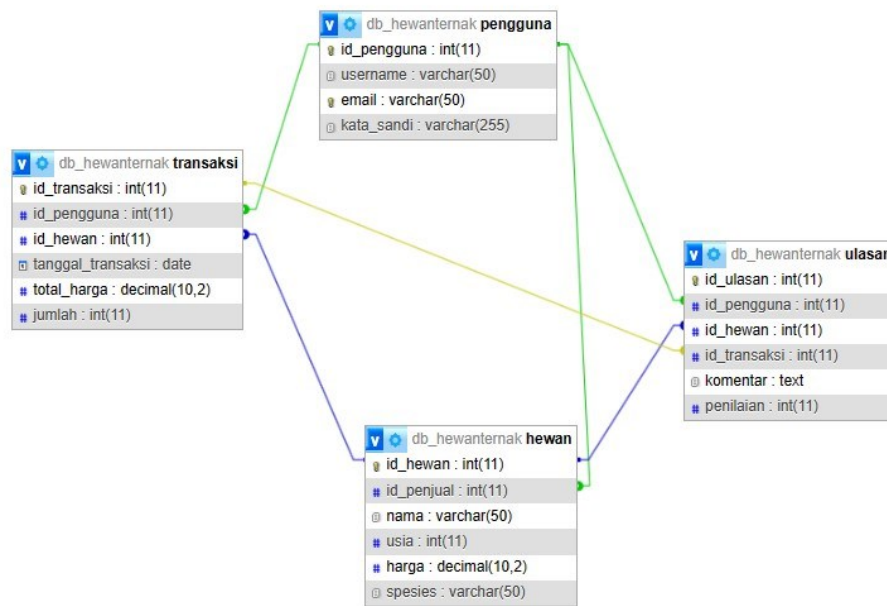 db_hewanternak pengguna
id_pengguna : int(11)
username : varchar(50)
email : varchar(50)
kata_sandi : varchar(255)
db_hewanternak transaksi
id_transaksi : int(11)
id_pengguna : int(11)
id_hewan : int(11)
tanggal_transaksi : date
total_harga : decimal(10,2)
jumlah : int(11)
db_hewanternak ulasan
id_ulasan : int(11)
id_pengguna : int(11)
id_hewan : int(11)
id_transaksi : int(11)
komentar : text
penilaian : int(11)
db_hewanternak hewan
id_hewan : int(11)
id_penjual : int(11)
nama : varchar(50)
usia : int(11)
harga : decimal(10,2)
spesies : varchar(50)